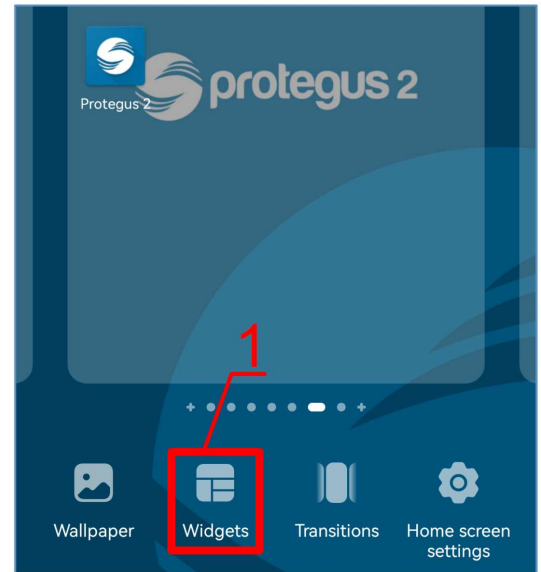 protegus 2
Protegus 2
1
Wallpaper
Widgets
Transitions
Home screen
settings